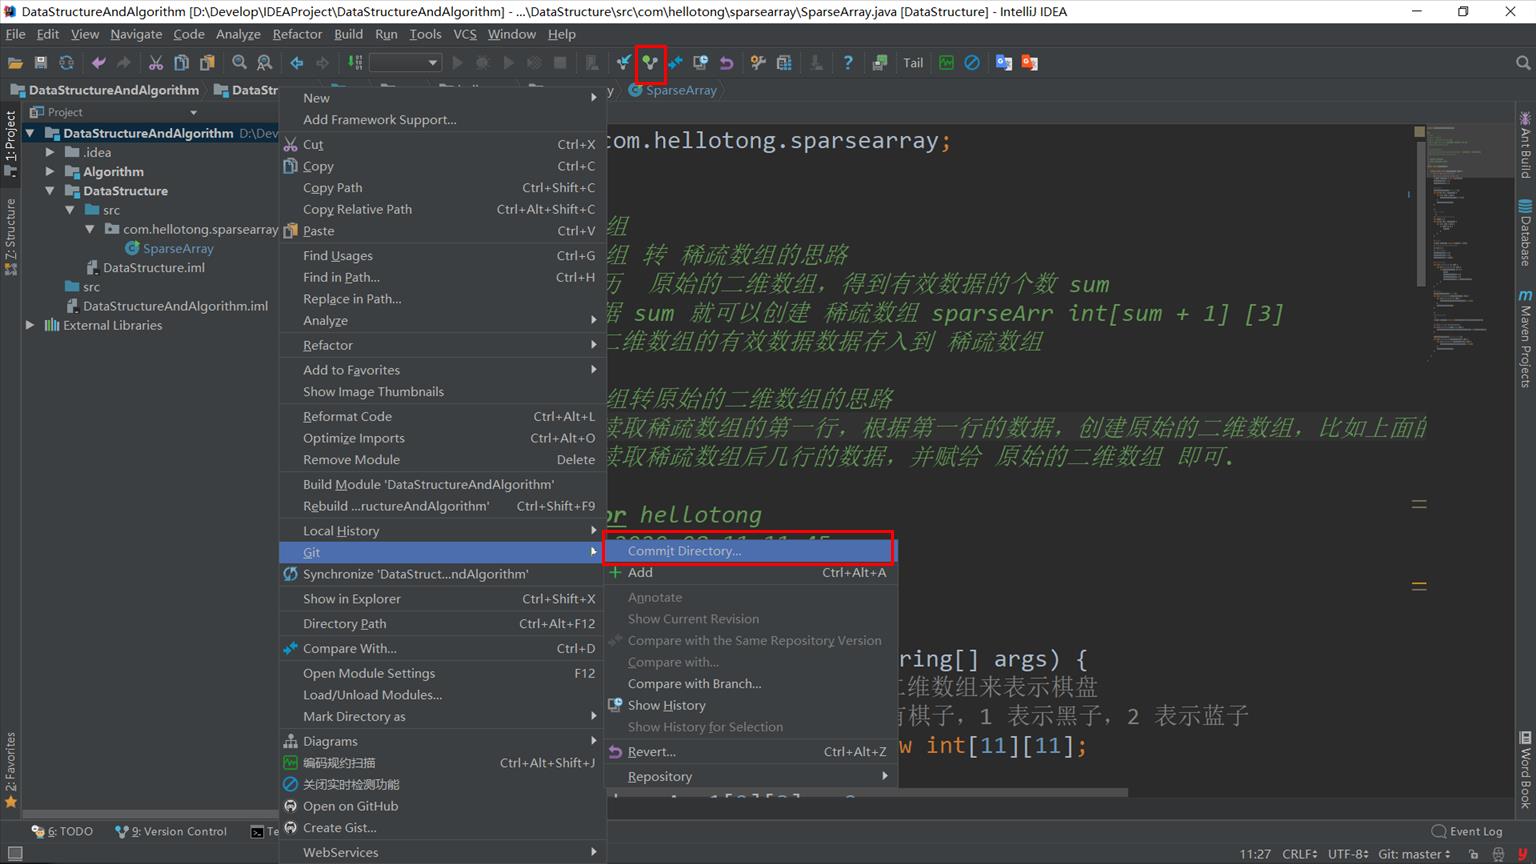 DataStructureAndAlgorithm [D:\Develop\IDEAProject\DataStructureAndAlgorithm] - ...\DataStructure\src\com\hellotong\sparsearray\SparseArray.java [DataStructure] - IntelliJ IDEA
File Edit View Navigate Code Analyze Refactor Build Run Tools VCS Window Help
Tail
DataStructureAndAlgorithm DataStr y SparseArray
Project
DataStructureAndAlgorithm D:\Dev
.idea
Algorithm
DataStructure
src
com.hellotong.sparsearray
SparseArray
DataStructure.iml
src
DataStructureAndAlgorithm.iml
External Libraries
1: Project
Z: Structure
2: Favorites
New
Add Framework Support...
Cut Ctrl+X
Copy Ctrl+C
Copy Path Ctrl+Shift+C
Copy Relative Path Ctrl+Alt+Shift+C
Paste Ctrl+V
Find Usages Ctrl+G
Find in Path... Ctrl+H
Replace in Path...
Analyze
Refactor
Add to Favorites
Show Image Thumbnails
Reformat Code Ctrl+Alt+L
Optimize Imports Ctrl+Alt+O
Remove Module Delete
Build Module 'DataStructureAndAlgorithm'
Rebuild ...ructureAndAlgorithm' Ctrl+Shift+F9
Local History
Git
Synchronize 'DataStruct...ndAlgorithm'
Show in Explorer Ctrl+Shift+X
Directory Path Ctrl+Alt+F12
Compare With... Ctrl+D
Open Module Settings F12
Load/Unload Modules...
Mark Directory as
Diagrams
编码规约扫描 Ctrl+Alt+Shift+J
关闭实时检测功能
Open on GitHub
Create Gist...
WebServices
Commit Directory...
Add Ctrl+Alt+A
Annotate
Show Current Revision
Compare with the Same Repository Version
Compare with...
Compare with Branch...
Show History
Show History for Selection
Revert... Ctrl+Alt+Z
Repository
com.hellotong.sparsearray;
组
组 转 稀疏数组的思路
历 原始的二维数组，得到有效数据的个数 sum
据 sum 就可以创建 稀疏数组 sparseArr int[sum + 1] [3]
二维数组的有效数据数据存入到 稀疏数组
组转原始的二维数组的思路
读取稀疏数组的第一行，根据第一行的数据，创建原始的二维数组，比如上面的
读取稀疏数组后几行的数据，并赋给 原始的二维数组 即可.
or hellotong
ring[] args) {
二维数组来表示棋盘
有棋子，1 表示黑子，2 表示蓝子
w int[11][11];
Ant Build
Database
Maven Projects
Word Book
6: TODO 9: Version Control Te Event Log
11:27 CRLF UTF-8 Git: master